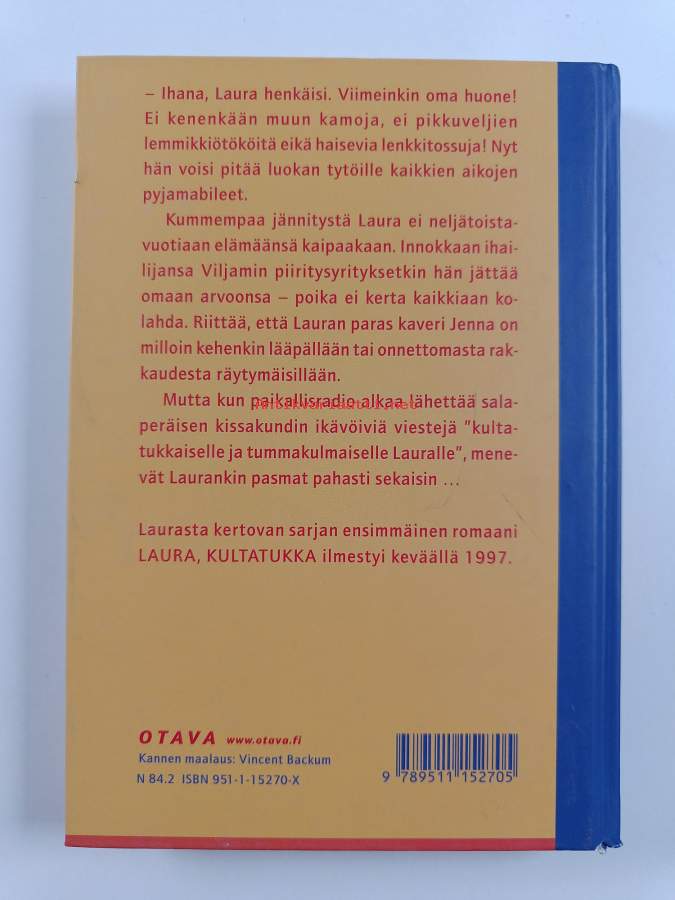 – Ihana, Laura henkäisi. Viimeinkin oma huone!
Ei kenenkään muun kamoja, ei pikkuveljien
lemmikkiötököitä eikä haisevia lenkkitossuja! Nyt
hän voisi pitää luokan tytöille kaikkien aikojen
pyjamabileet.
Kummempaa jännitystä Laura ei neljätoista-
vuotiaan elämäänsä kaipaakaan. Innokkaan ihai-
lijansa Viljamin piiritysyrityksetkin hän jättää
omaan arvoonsa – poika ei kerta kaikkiaan ko-
lahda. Riittää, että Lauran paras kaveri Jenna on
milloin kehenkin lääpällään tai onnettomasta rak-
kaudesta räytymäisillään.
Mutta kun paikallisradio alkaa lähettää sala-
peräisen kissakundin ikävöiviä viestejä ”kulta-
tukkaiselle ja tummakulmaiselle Lauralle”, mene-
vät Laurankin pasmat pahasti sekaisin ...
Laurasta kertovan sarjan ensimmäinen romaani
LAURA, KULTATUKKA ilmestyi keväällä 1997.
OTAVA www.otava.fi
Kannen maalaus: Vincent Backum
N 84.2 ISBN 951-1-15270-X
9 789511 152705